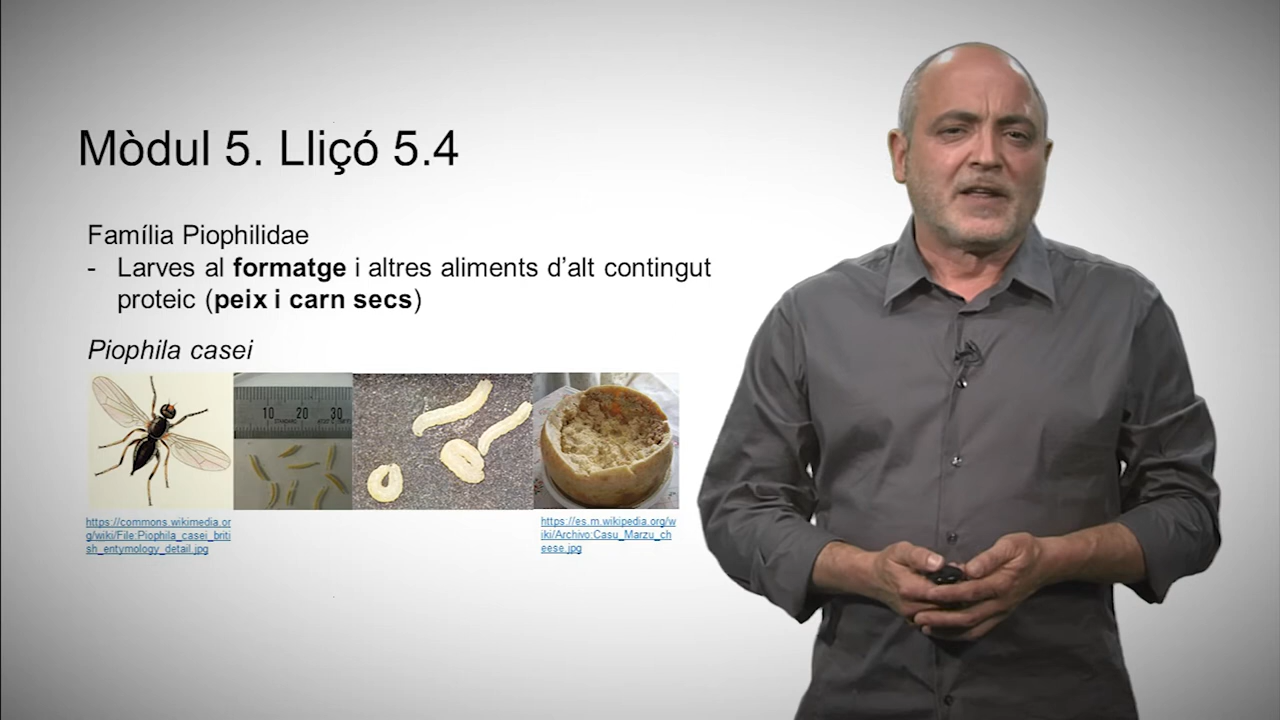 Mòdul 5. Lliçó 5.4
Família Piophilidae
- Larves al formatge i altres aliments d’alt contingut
proteic (peix i carn secs)
Piophila casei
10 20 30
https://commons.wikimedia.or
g/wiki/File:Piophila_casei_briti
sh_entymology_detail.jpg
https://es.m.wikipedia.org/w
iki/Archivo:Casu_Marzu_ch
eese.jpg